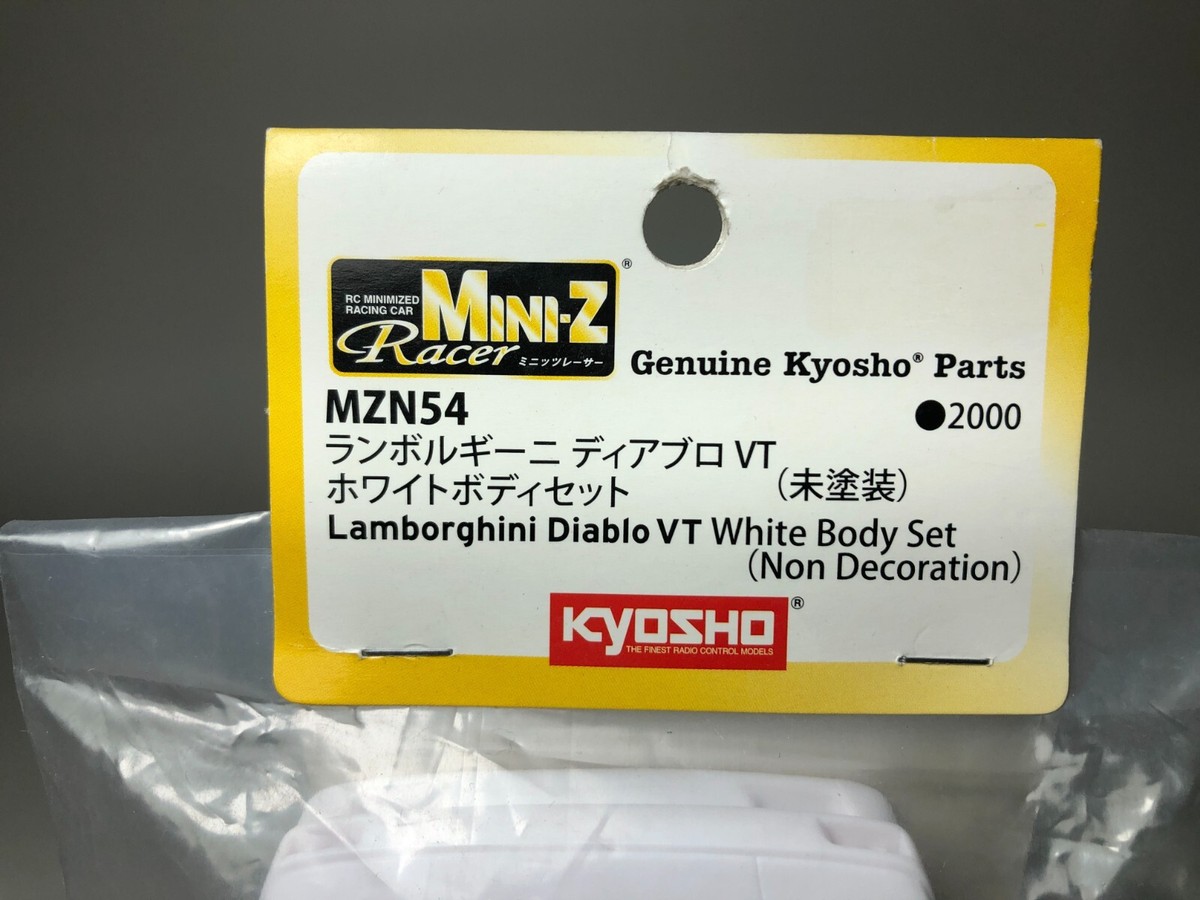 RC MINIMIZED
RACING CAR
MINI-Z
Racer
ミニッツレーサー
®
Genuine Kyosho® Parts
MZN54
●2000
ランボルギーニ ディアブロ VT
ホワイトボディセット
(未塗装)
Lamborghini Diablo VT White Body Set
(Non Decoration)
KYOSHO®
THE FINEST RADIO CONTROL MODELS